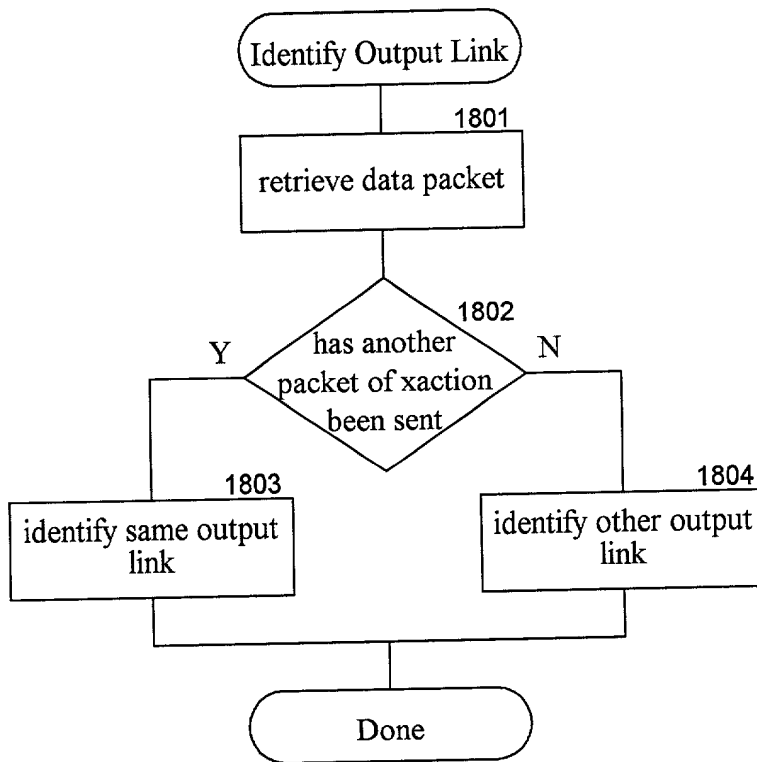 Identify Output Link
1801
retrieve data packet
1802
Y
N
has another
packet of xaction
been sent
1803
identify same output
link
1804
identify other output
link
Done